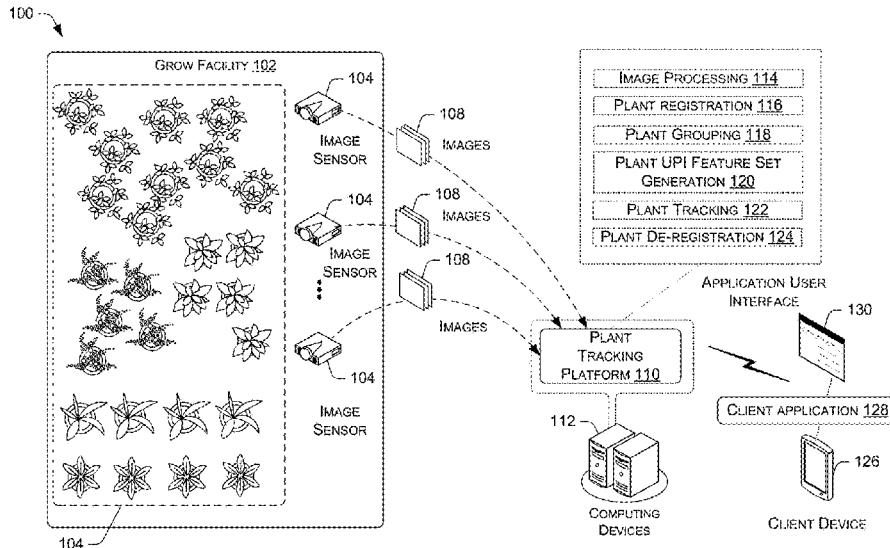 100
GROW FACILITY 102
104
IMAGE
SENSOR
108
IMAGES
104
IMAGE
SENSOR
108
IMAGES
108
IMAGES
104
IMAGE
SENSOR
104
IMAGE PROCESSING 114
PLANT REGISTRATION 116
PLANT GROUPING 118
PLANT UPI FEATURE SET
GENERATION 120
PLANT TRACKING 122
PLANT DE-REGISTRATION 124
PLANT
TRACKING
PLATFORM 110
112
COMPUTING
DEVICES
APPLICATION USER
INTERFACE
130
CLIENT APPLICATION 128
126
CLIENT DEVICE